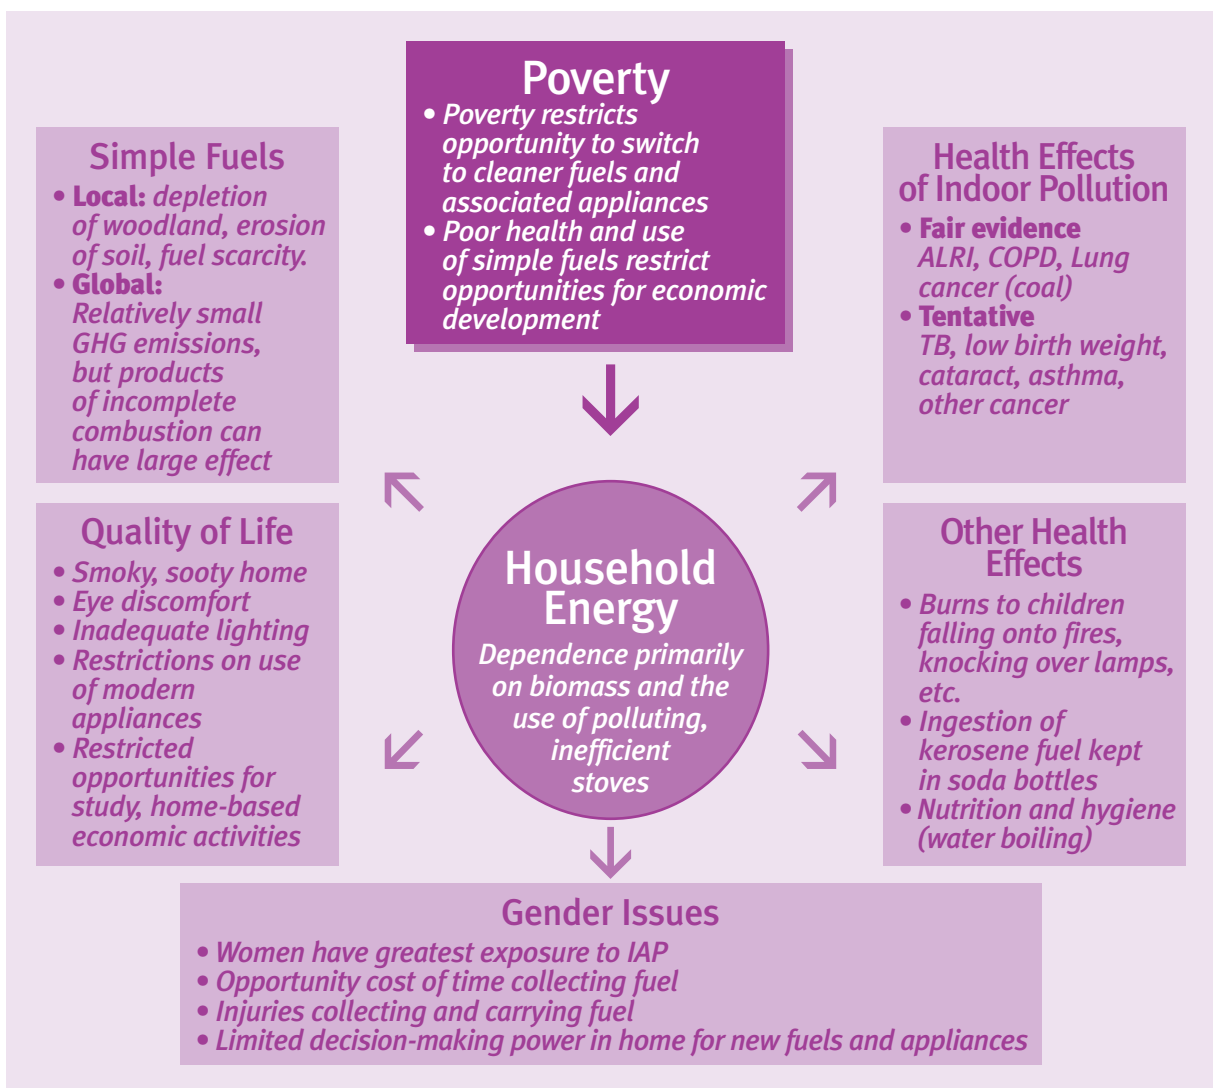 Poverty
• Poverty restricts
opportunity to switch
to cleaner fuels and
associated appliances
• Poor health and use
of simple fuels restrict
opportunities for economic
development
Simple Fuels
• Local: depletion
of woodland, erosion
of soil, fuel scarcity.
• Global:
Relatively small
GHG emissions,
but products
of incomplete
combustion can
have large effect
Health Effects
of Indoor Pollution
• Fair evidence
ALRI, COPD, Lung
cancer (coal)
• Tentative
TB, low birth weight,
cataract, asthma,
other cancer
Quality of Life
• Smoky, sooty home
• Eye discomfort
• Inadequate lighting
• Restrictions on use
of modern
appliances
• Restricted
opportunities for
study, home-based
economic activities
Household
Energy
Dependence primarily
on biomass and the
use of polluting,
inefficient
stoves
Other Health
Effects
• Burns to children
falling onto fires,
knocking over lamps,
etc.
• Ingestion of
kerosene fuel kept
in soda bottles
• Nutrition and hygiene
(water boiling)
Gender Issues
• Women have greatest exposure to IAP
• Opportunity cost of time collecting fuel
• Injuries collecting and carrying fuel
• Limited decision-making power in home for new fuels and appliances